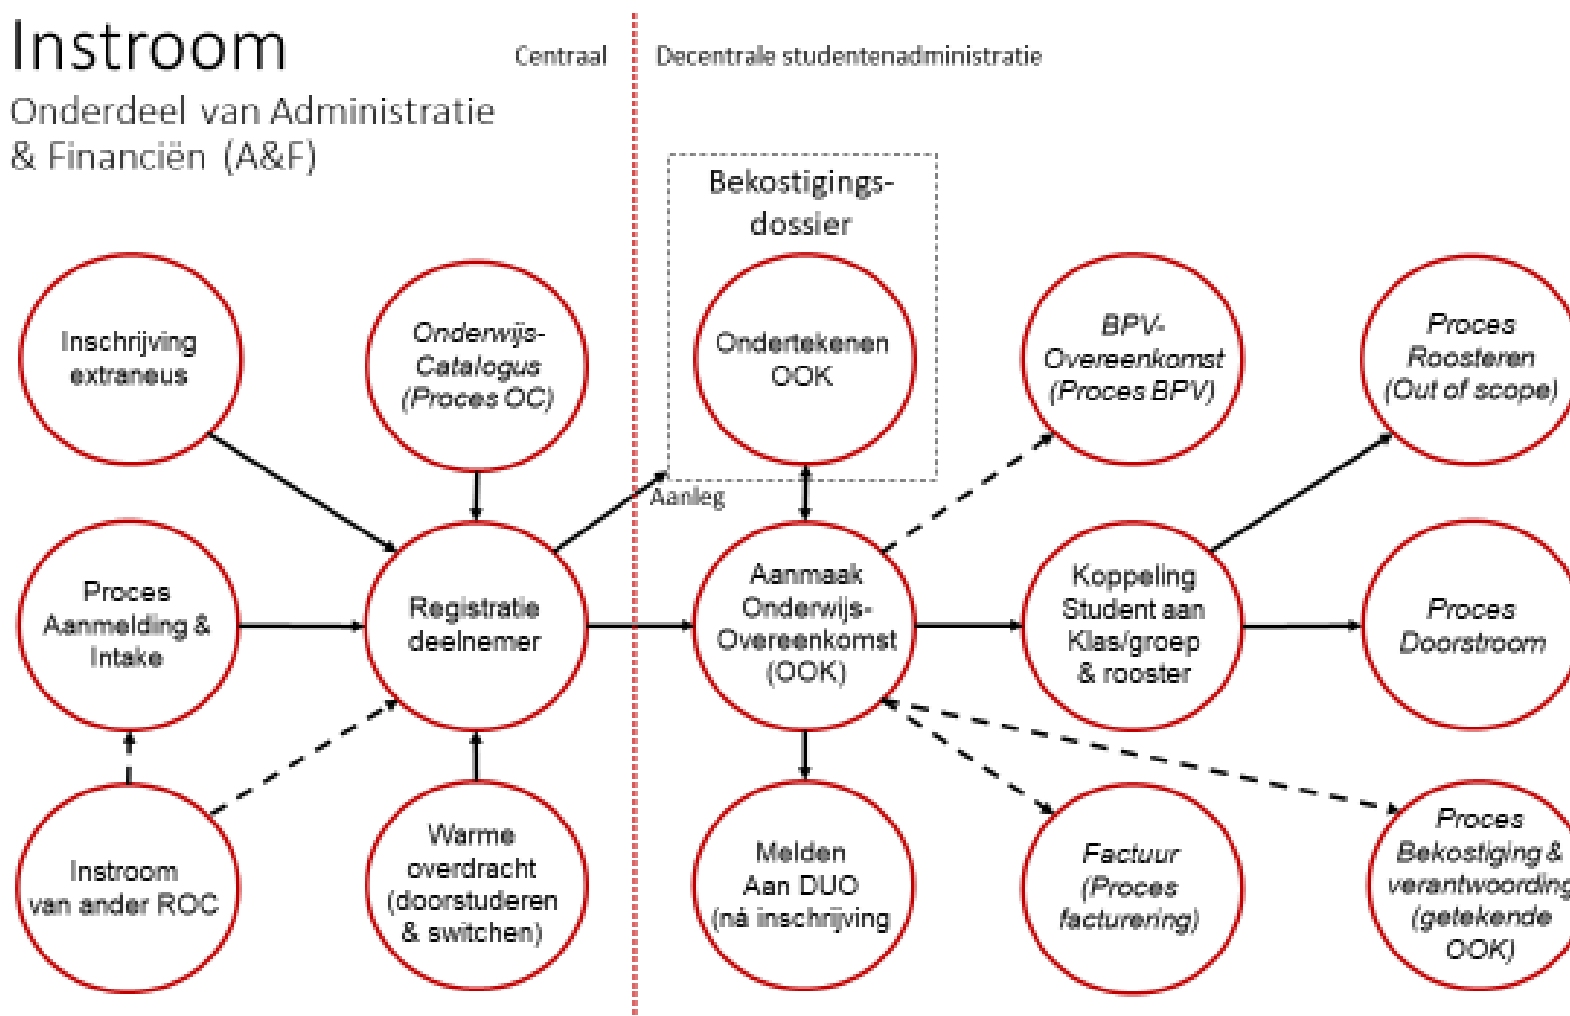 Instroom
Onderdeel van Administratie
& Financiën (A&F)
Centraal
Decentrale studentenadministratie
Bekostigings-
dossier
Inschrijving
extraneus
Onderwijs-
Catalogus
(Proces OC)
Ondertekenen
OOK
BPV-
Overeenkomst
(Proces BPV)
Proces
Roosteren
(Out of scope)
Aanleg
Proces
Aanmelding &
Intake
Registratie
deelnemer
Aanmaak
Onderwijs-
Overeenkomst
(OOK)
Koppeling
Student aan
Klas/groep
& rooster
Proces
Doorstroom
Instroom
van ander ROC
Warme
overdracht
(doorstuderen
& switchen)
Melden
Aan DUO
(ná inschrijving
Factuur
(Proces
facturering)
Proces
Bekostiging &
verantwoording
(getekende
OOK)